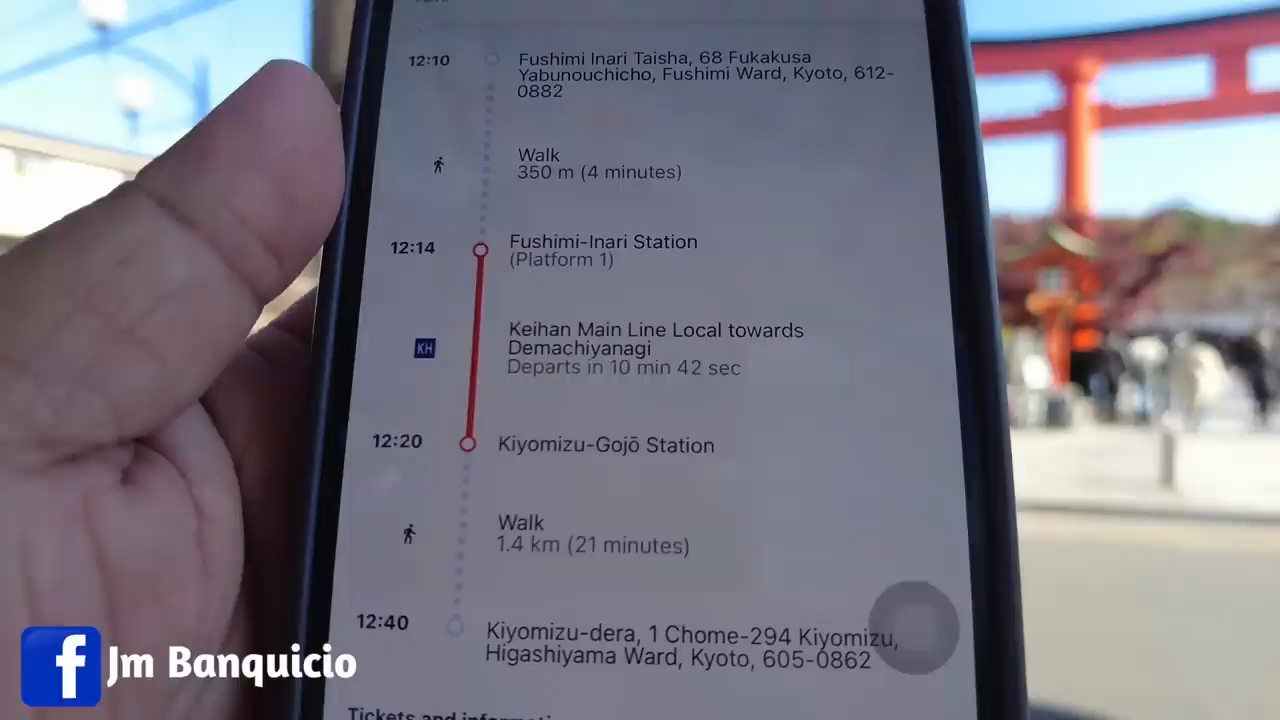 12:10
Fushimi Inari Taisha, 68 Fukakusa
Yabunouchicho, Fushimi Ward, Kyoto, 612-
0882
Walk
350 m (4 minutes)
12:14
Fushimi-Inari Station
(Platform 1)
KH
Keihan Main Line Local towards
Demachiyanagi
Departs in 10 min 42 sec
12:20
Kiyomizu-Gojō Station
Walk
1.4 km (21 minutes)
12:40
Kiyomizu-dera, 1 Chome-294 Kiyomizu,
Higashiyama Ward, Kyoto, 605-0862
Tickets and
f Jm Banquicio